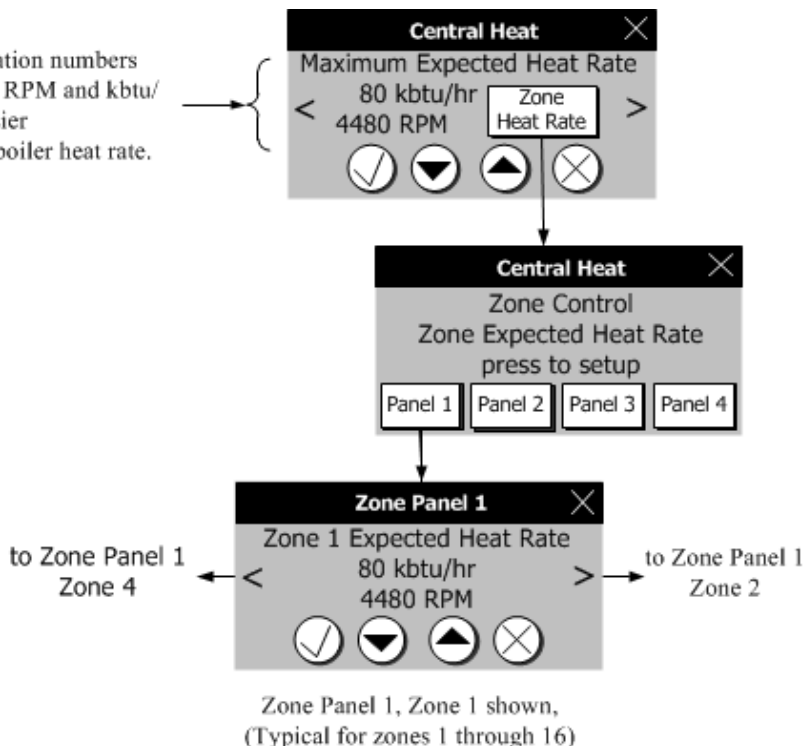 Central Heat
Maximum Expected Heat Rate
numbers
RPM and kbtu/
boiler heat rate.
< 80 kbtu/hr Zone Heat Rate >
4480 RPM
Central Heat
Zone Control
Zone Expected Heat Rate
press to setup
Panel 1 Panel 2 Panel 3 Panel 4
Zone Panel 1
Zone 1 Expected Heat Rate
< 80 kbtu/hr >
4480 RPM
to Zone Panel 1
Zone 4
to Zone Panel 1
Zone 2
Zone Panel 1, Zone 1 shown,
(Typical for zones 1 through 16)